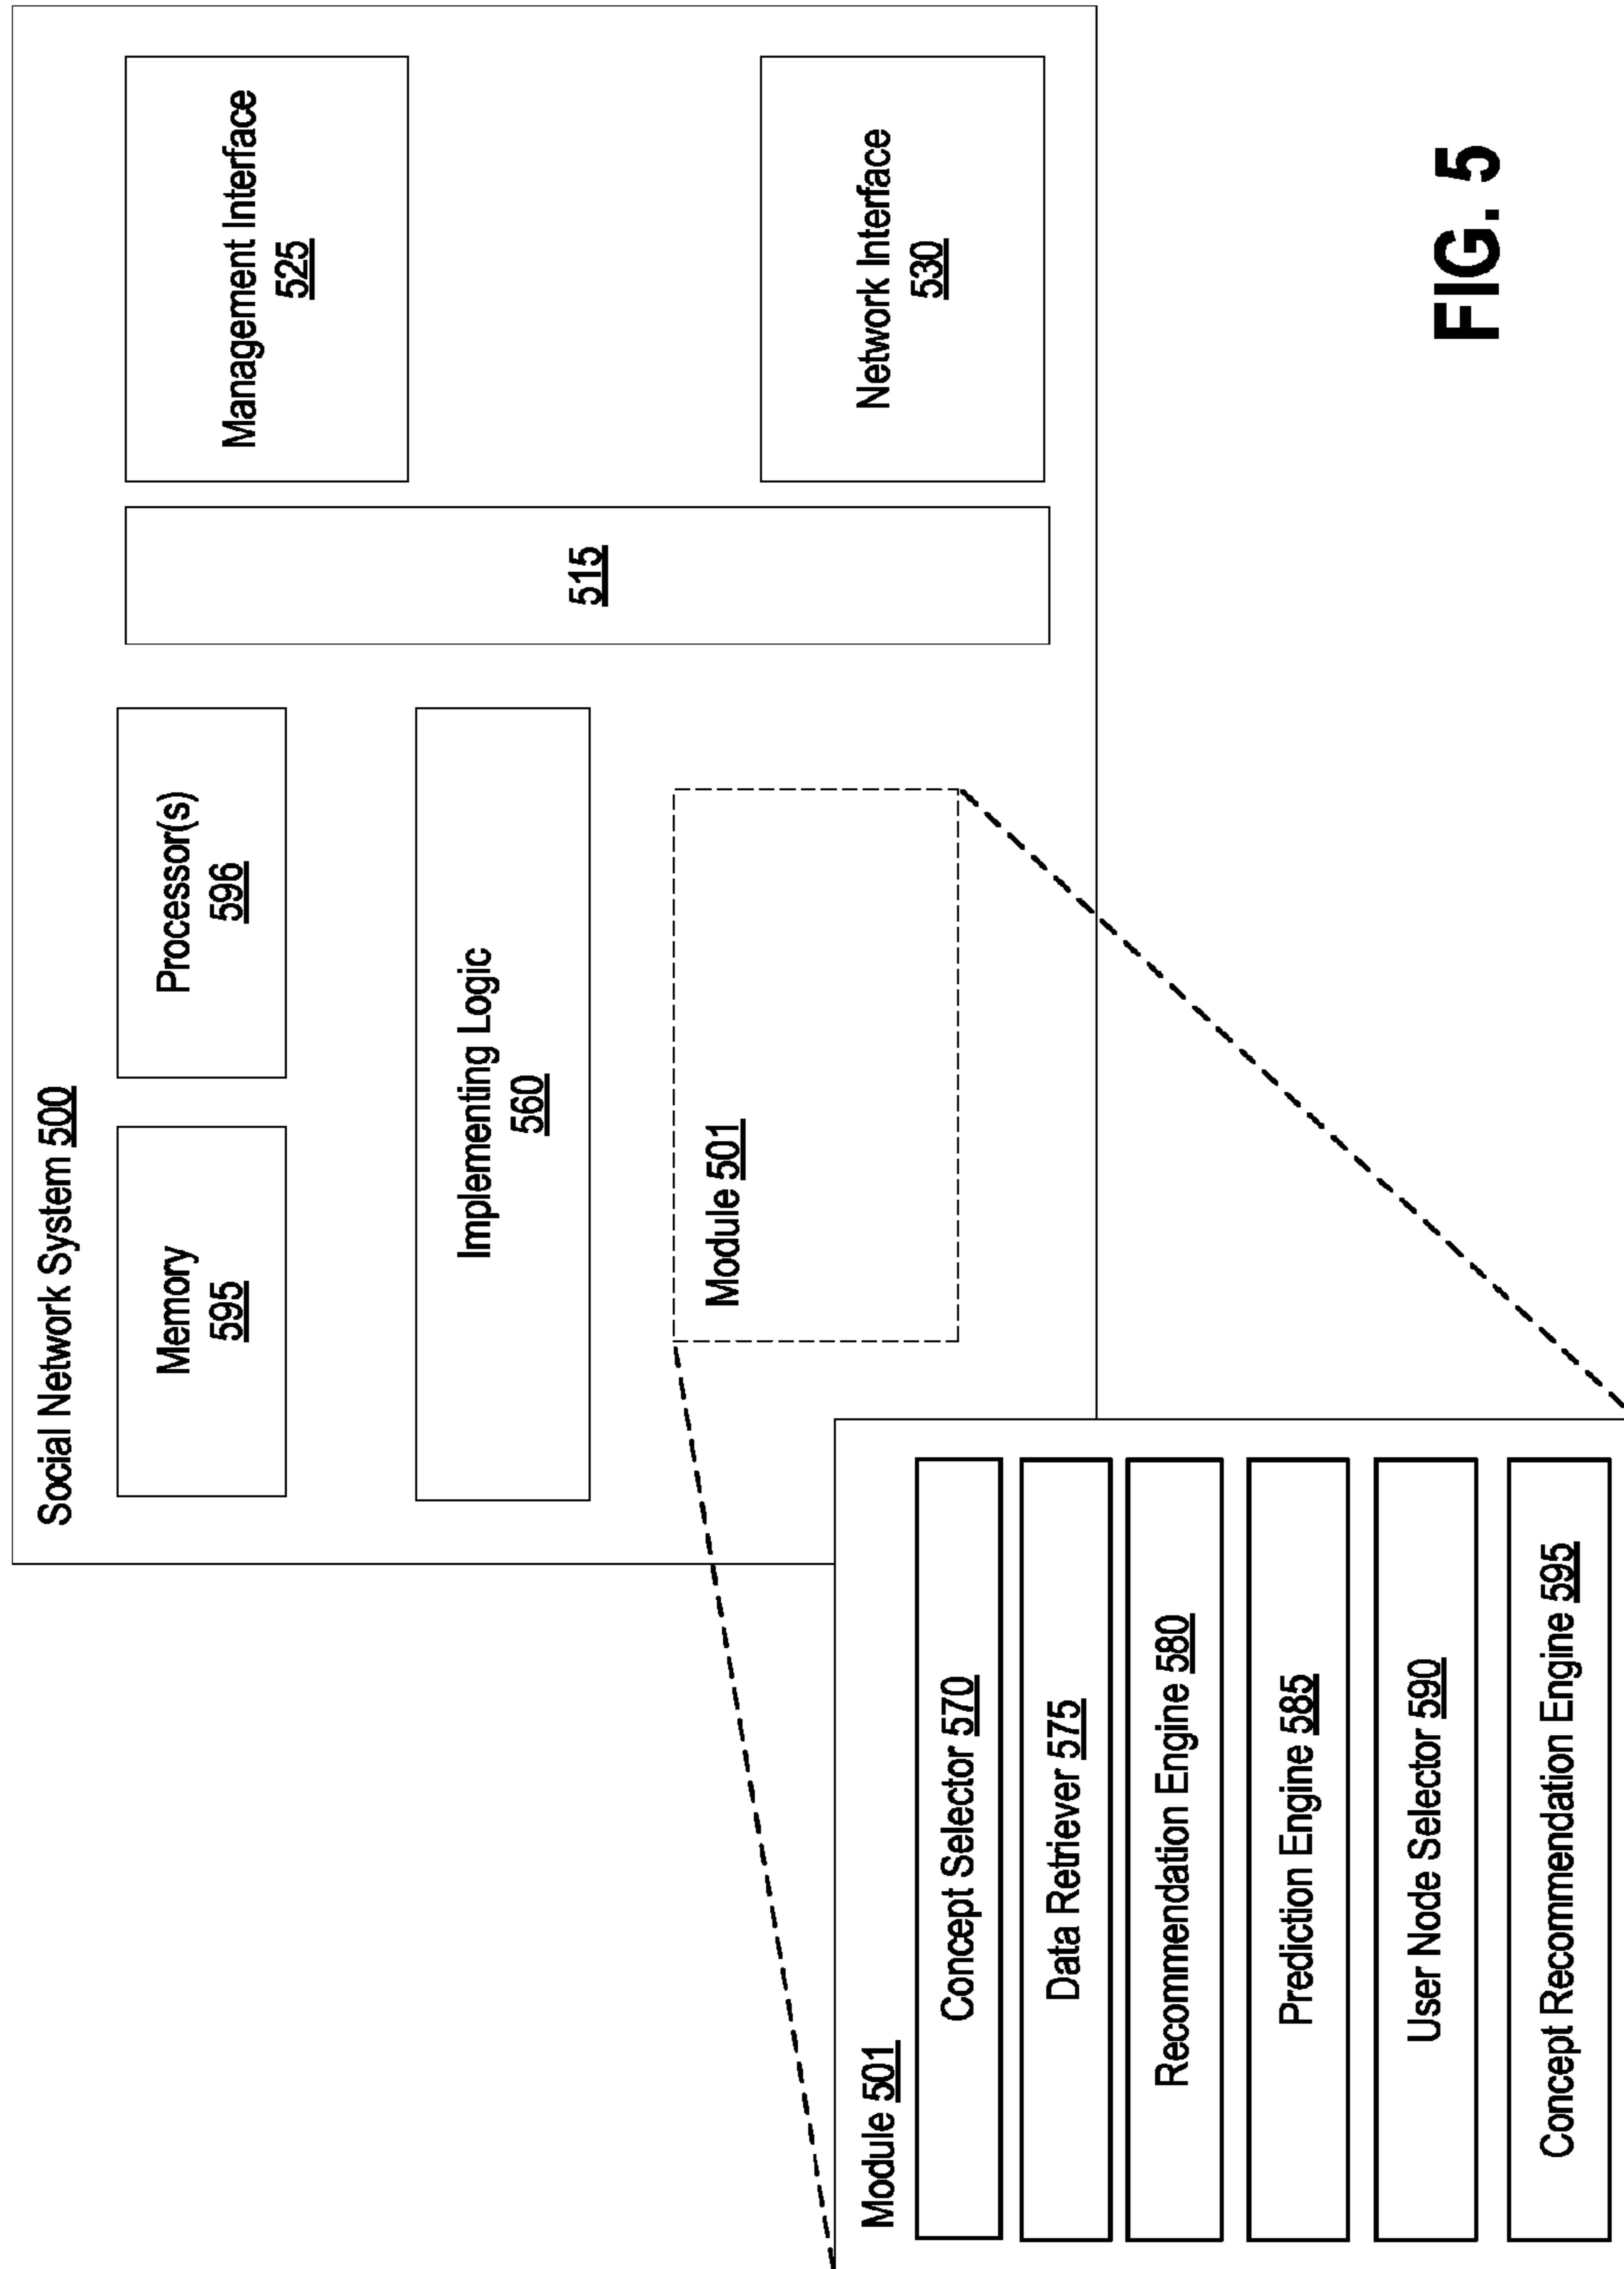 Social Network System 500
Memory
595
Processor(s)
596
Implementing Logic
560
Module 501
515
Management Interface
525
Network Interface
530
Module 501
Concept Selector 570
Data Retriever 575
Recommendation Engine 580
Prediction Engine 585
User Node Selector 590
Concept Recommendation Engine 595
FIG. 5